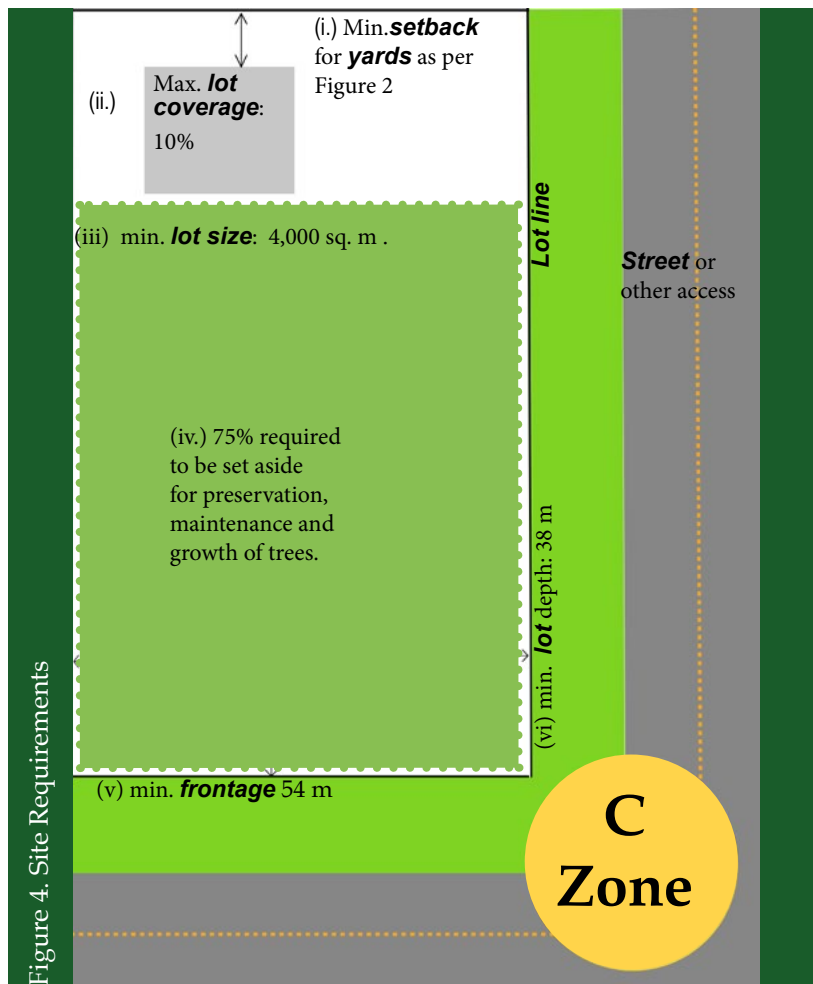 (i.) Min. setback
for yards as per
Figure 2
(ii.)
Max. lot
coverage:
10%
(iii) min. lot size: 4,000 sq. m .
Lot line
Street or
other access
(iv.) 75% required
to be set aside
for preservation,
maintenance and
growth of trees.
(vi) min. lot depth: 38 m
(v) min. frontage 54 m
C
Zone
Figure 4. Site Requirements